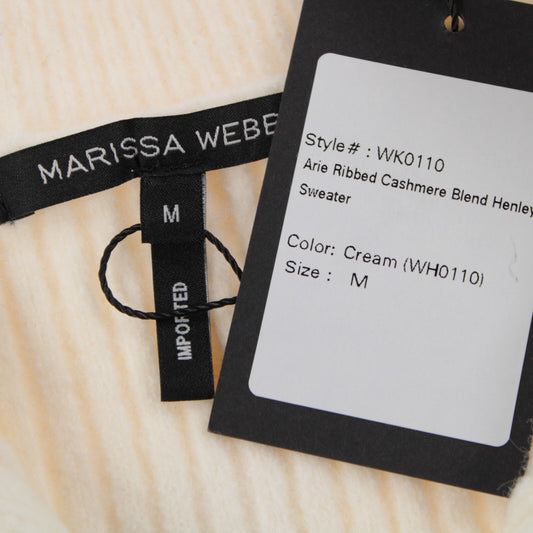 MARISSA WEBB
M
IMPORTED
Style# : WK0110
Arie Ribbed Cashmere Blend Henley
Sweater
Color: Cream (WH0110)
Size : M